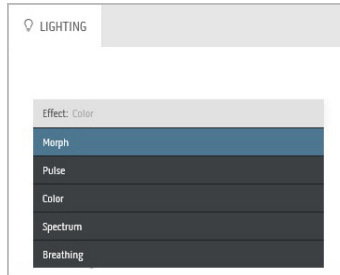 LIGHTING
Effect: Color
Morph
Pulse
Color
Spectrum
Breathing